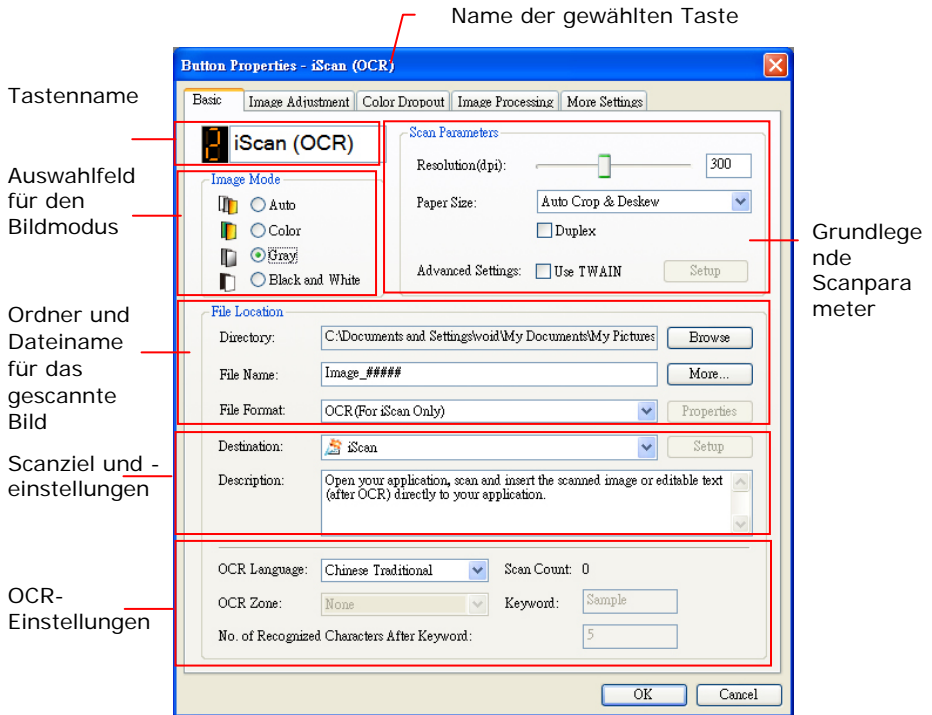 Name der gewählten Taste
Button Properties - iScan (OCR)
Tastenname
Basic Image Adjustment Color Dropout Image Processing More Settings
2 iScan (OCR)
Scan Parameters
Resolution(dpi): 300
Auswahlfeld
für den
Bildmodus
Image Mode
Auto
Color
Gray
Black and White
Paper Size: Auto Crop & Deskew
Duplex
Advanced Settings: Use TWAIN Setup
Grundlege
nde
Scanpara
meter
Ordner und
Dateiname
für das
gescannte
Bild
File Location
Directory: C:\Documents and Settings\void\My Documents\My Pictures Browse
File Name: Image_##### More...
File Format: OCR(For iScan Only) Properties
Scanziel und -
einstellungen
Destination: iScan Setup
Description: Open your application, scan and insert the scanned image or editable text
(after OCR) directly to your application.
OCR-
Einstellungen
OCR Language: Chinese Traditional Scan Count: 0
OCR Zone: None Keyword: Sample
No. of Recognized Characters After Keyword: 5
OK Cancel